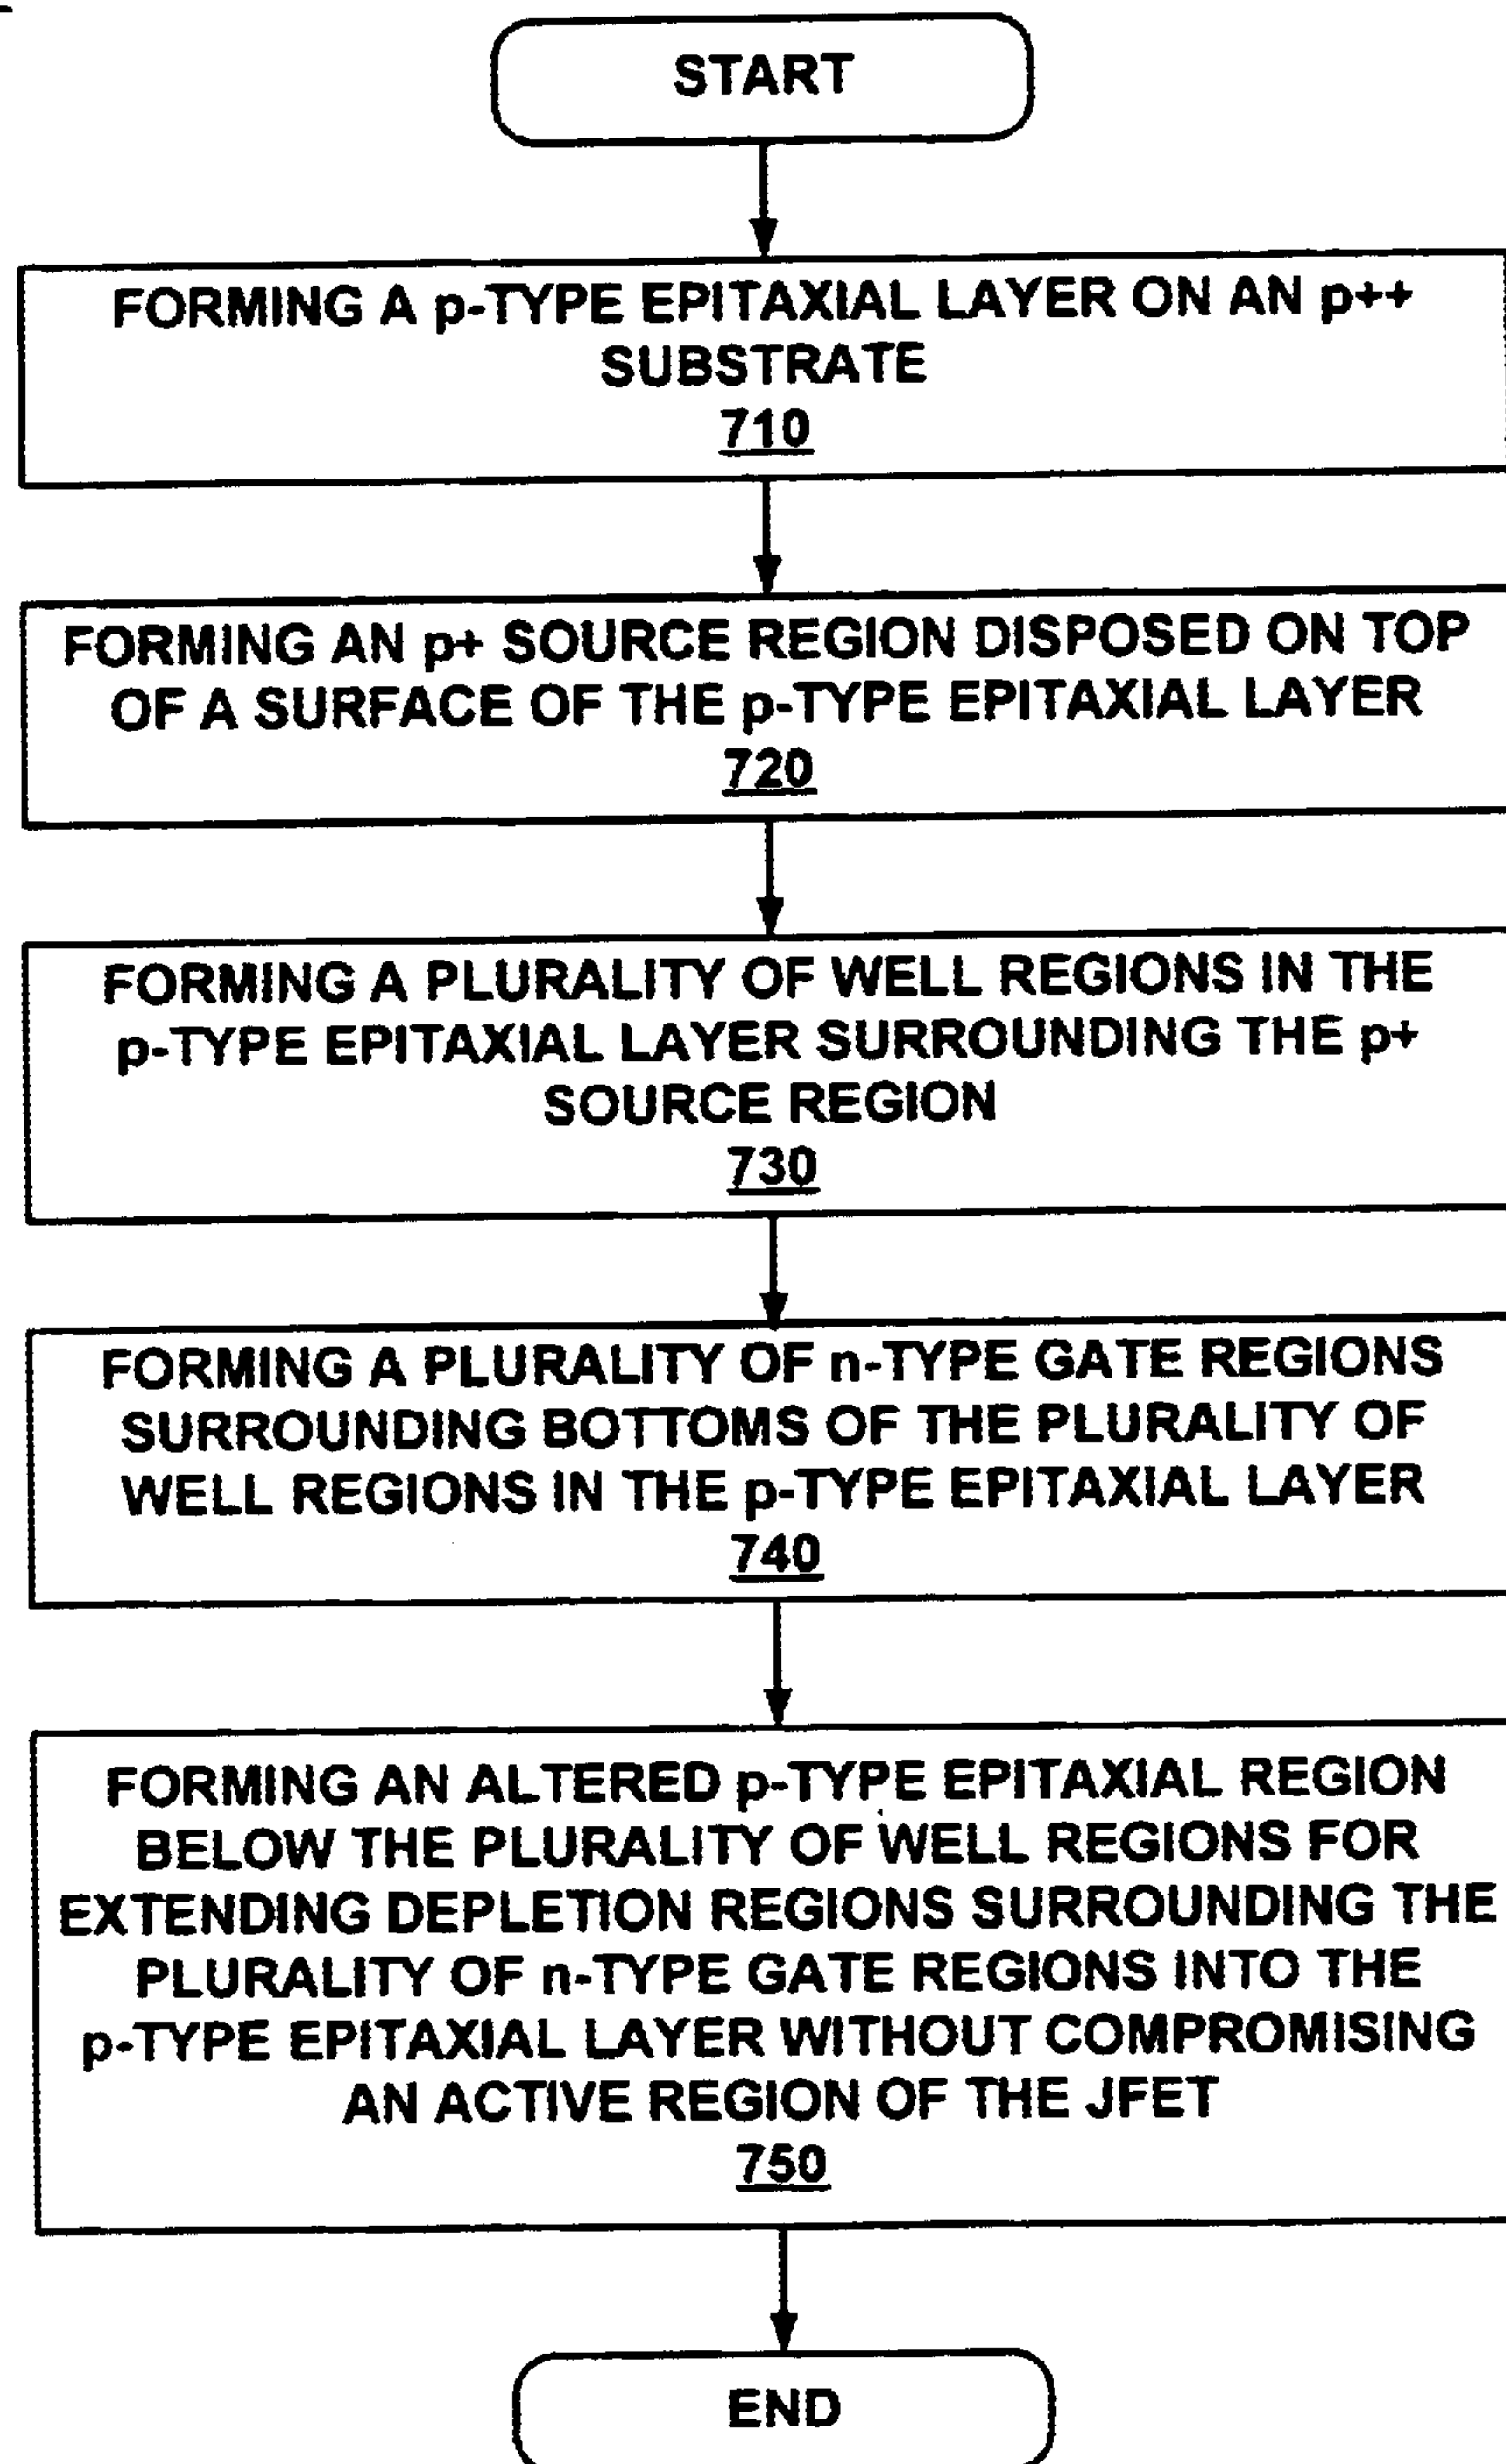 START
FORMING A p-TYPE EPITAXIAL LAYER ON AN p++
SUBSTRATE
710
FORMING AN p+ SOURCE REGION DISPOSED ON TOP
OF A SURFACE OF THE p-TYPE EPITAXIAL LAYER
720
FORMING A PLURALITY OF WELL REGIONS IN THE
p-TYPE EPITAXIAL LAYER SURROUNDING THE p+
SOURCE REGION
730
FORMING A PLURALITY OF n-TYPE GATE REGIONS
SURROUNDING BOTTOMS OF THE PLURALITY OF
WELL REGIONS IN THE p-TYPE EPITAXIAL LAYER
740
FORMING AN ALTERED p-TYPE EPITAXIAL REGION
BELOW THE PLURALITY OF WELL REGIONS FOR
EXTENDING DEPLETION REGIONS SURROUNDING THE
PLURALITY OF n-TYPE GATE REGIONS INTO THE
p-TYPE EPITAXIAL LAYER WITHOUT COMPROMISING
AN ACTIVE REGION OF THE JFET
750
END